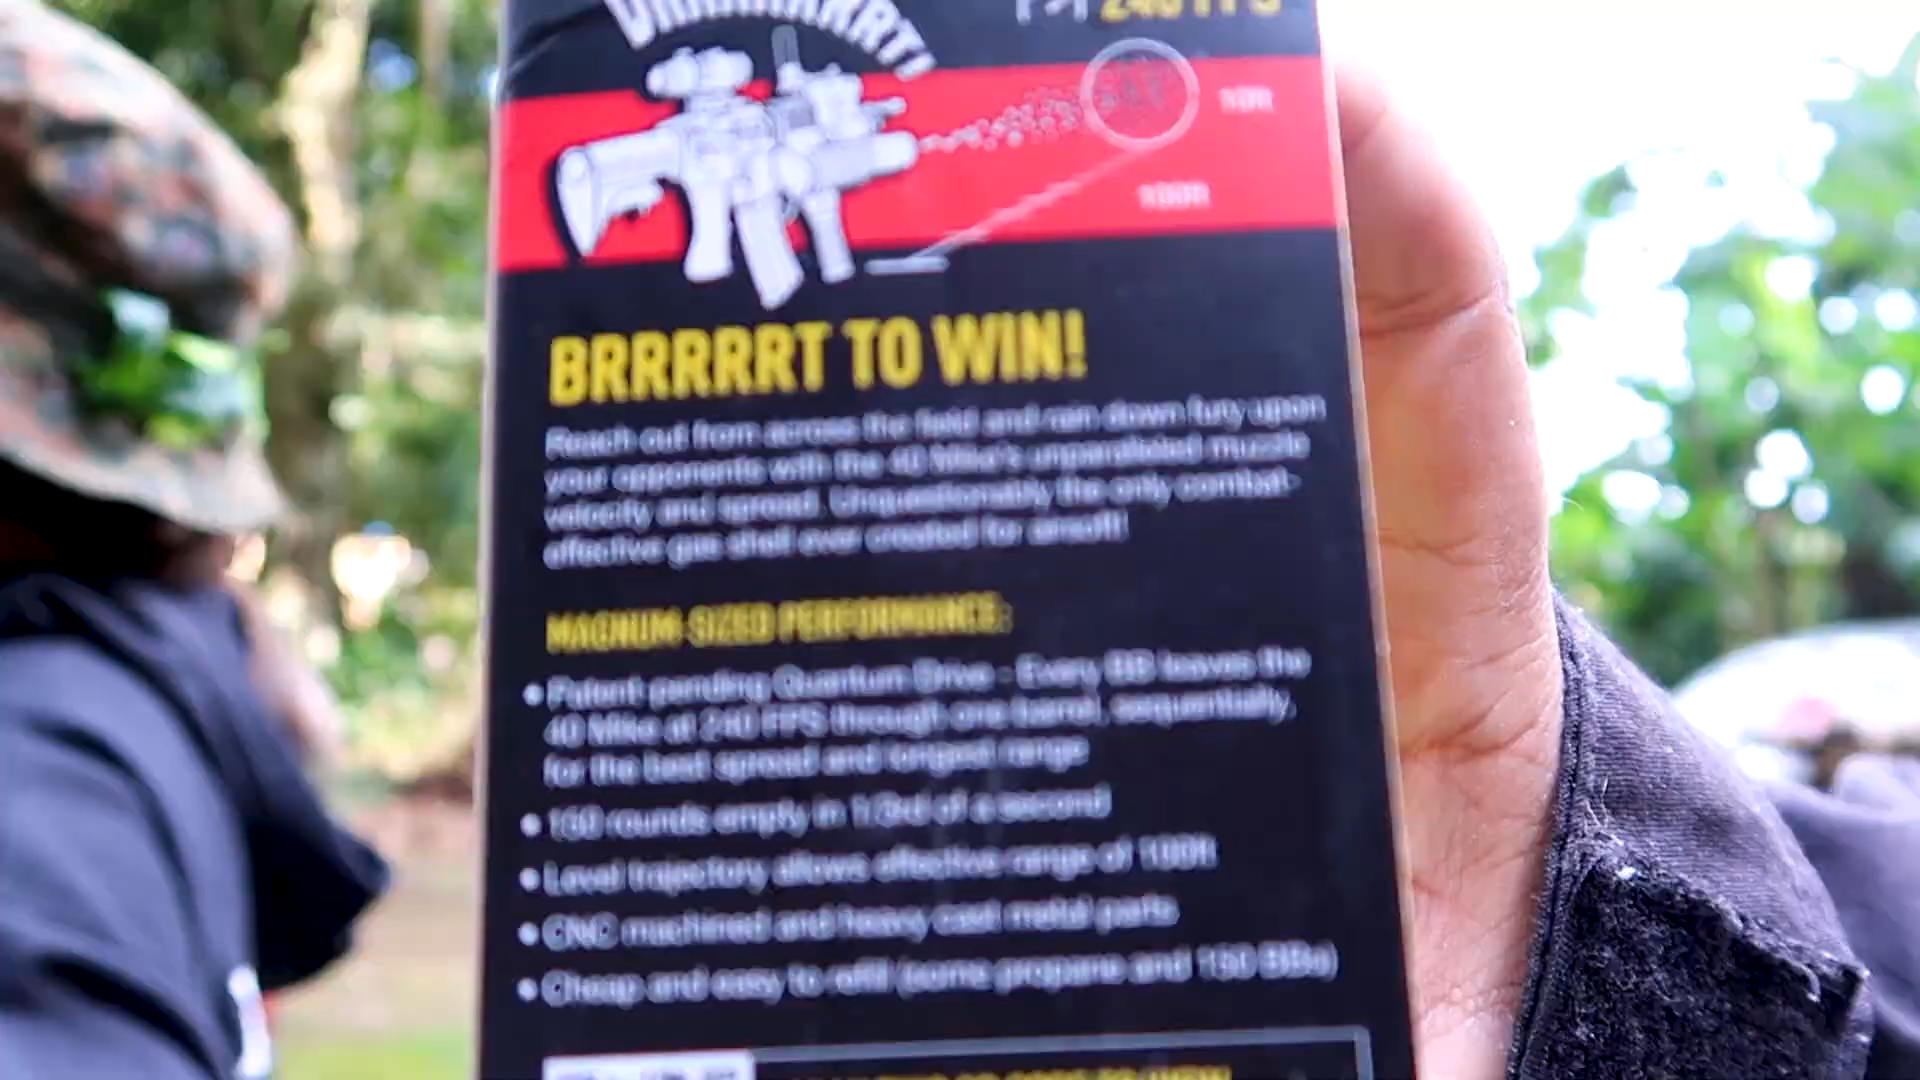 240 FPS
10ft
100ft
BRRRRRT TO WIN!
Reach out from across the field and rain down fury upon
your opponents with the 40 Mike's unparalleled muzzle
velocity and spread. Unquestionably the only combat-
effective gas shell ever created for airsoft!
MAGNUM-SIZED PERFORMANCE:
• Patent-pending Quantum Drive - Every BB leaves the
40 Mike at 240 FPS through one barrel, sequentially,
for the best spread and longest range
• 150 rounds empty in 1/3rd of a second
• Level trajectory allows effective range of 100ft
• CNC machined and heavy cast metal parts
• Cheap and easy to refill (some propane and 150 BBs)